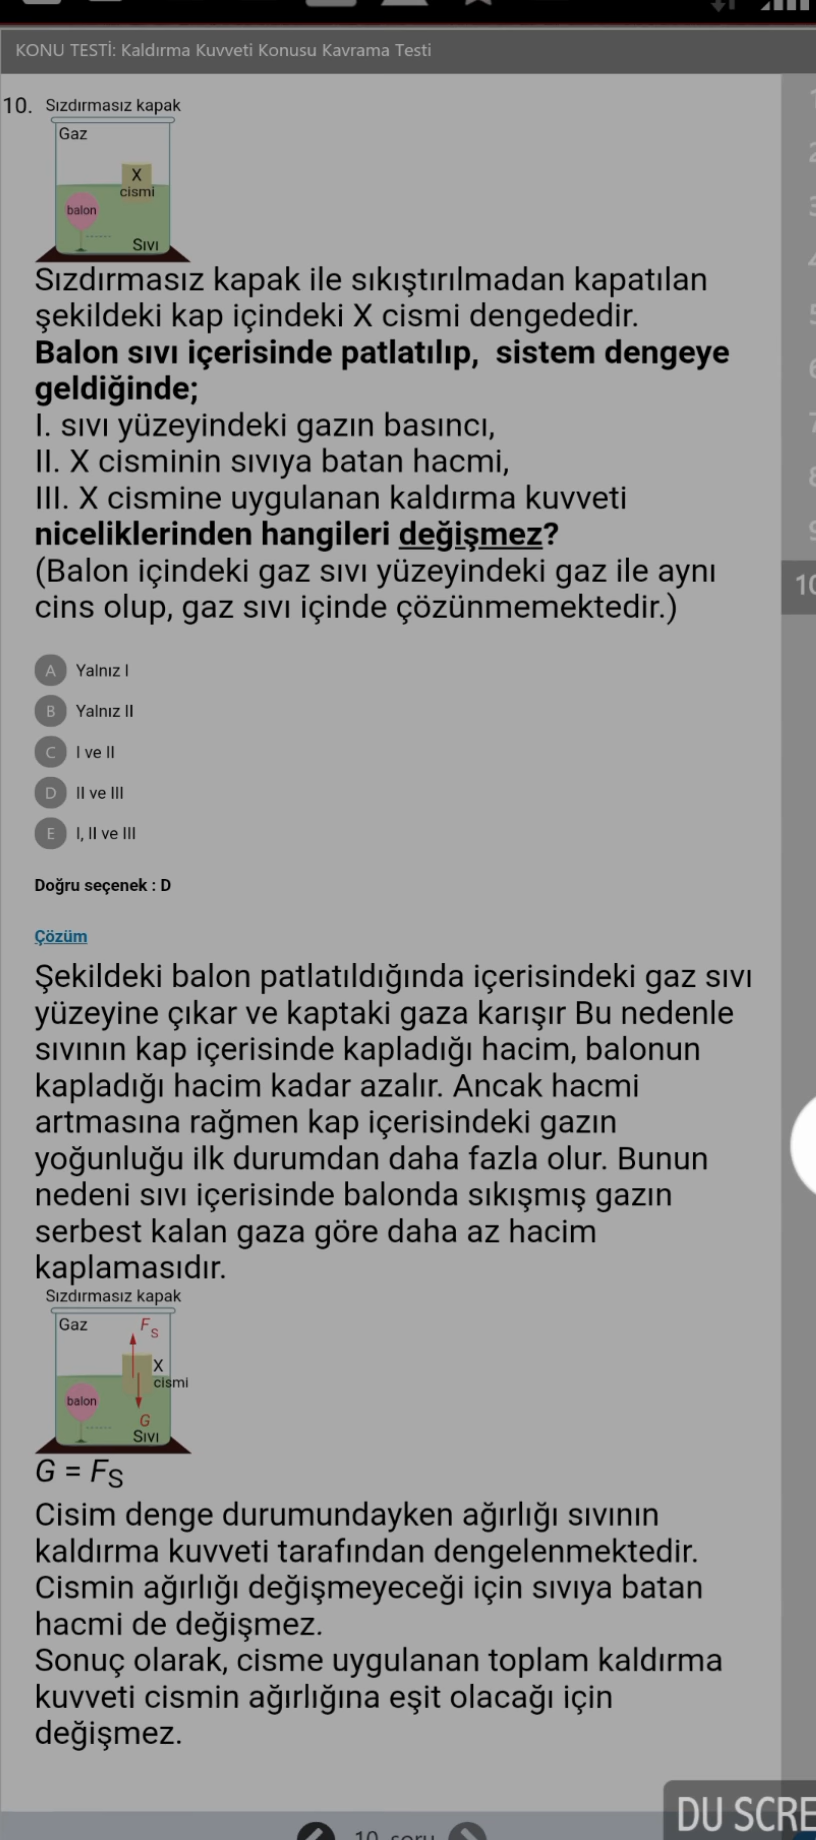 KONU TESTİ: Kaldırma Kuvveti Konusu Kavrama Testi
10. Sızdırmasız kapak
Gaz
X
cismi
balon
Sıvı
Sızdırmasız kapak ile sıkıştırılmadan kapatılan
şekildeki kap içindeki X cismi dengededir.
Balon sıvı içerisinde patlatılıp, sistem dengeye
geldiğinde;
I. sıvı yüzeyindeki gazın basıncı,
II. X cisminin sıvıya batan hacmi,
III. X cismine uygulanan kaldırma kuvveti
niceliklerinden hangileri değişmez?
(Balon içindeki gaz sıvı yüzeyindeki gaz ile aynı
cins olup, gaz sıvı içinde çözünmemektedir.)
A Yalnız I
B Yalnız II
C I ve II
D II ve III
E I, II ve III
Doğru seçenek : D
Çözüm
Şekildeki balon patlatıldığında içerisindeki gaz sıvı
yüzeyine çıkar ve kaptaki gaza karışır Bu nedenle
sıvının kap içerisinde kapladığı hacim, balonun
kapladığı hacim kadar azalır. Ancak hacmi
artmasına rağmen kap içerisindeki gazın
yoğunluğu ilk durumdan daha fazla olur. Bunun
nedeni sıvı içerisinde balonda sıkışmış gazın
serbest kalan gaza göre daha az hacim
kaplamasıdır.
Sızdırmasız kapak
Gaz
FS
X
cismi
balon
G
Sıvı
G = FS
Cisim denge durumundayken ağırlığı sıvının
kaldırma kuvveti tarafından dengelenmektedir.
Cismin ağırlığı değişmeyeceği için sıvıya batan
hacmi de değişmez.
Sonuç olarak, cisme uygulanan toplam kaldırma
kuvveti cismin ağırlığına eşit olacağı için
değişmez.
DU SCRE
10. soru